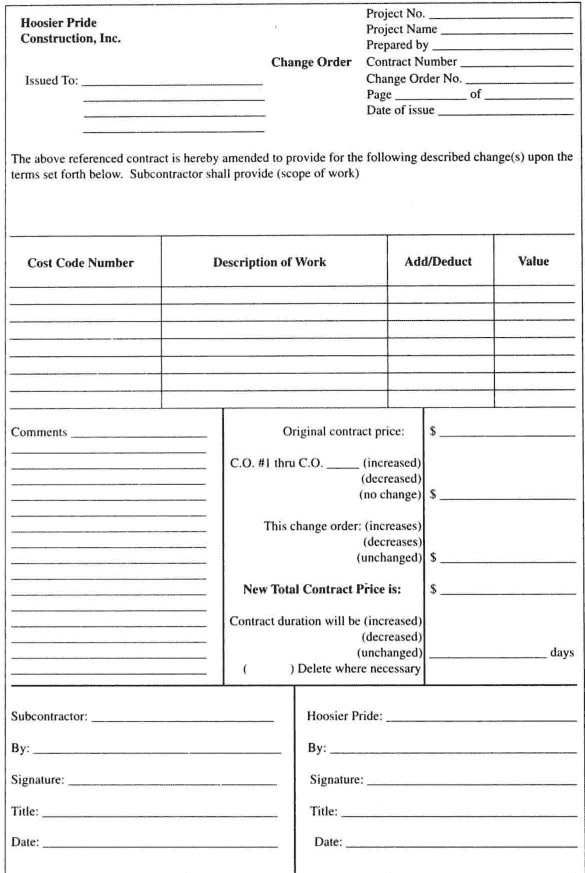 Hoosier Pride
Construction, Inc.
Change Order
Issued To:
Project No.
Project Name
Prepared by
Contract Number
Change Order No.
Page of
Date of issue
The above referenced contract is hereby amended to provide for the following described change(s) upon the
terms set forth below. Subcontractor shall provide (scope of work)
Cost Code Number Description of Work Add/Deduct Value
Comments
Original contract price: $
C.O. #1 thru C.O. (increased)
(decreased)
(no change) $
This change order: (increases)
(decreases)
(unchanged) $
New Total Contract Price is: $
Contract duration will be (increased)
(decreased)
(unchanged) days
( ) Delete where necessary
Subcontractor:
By:
Signature:
Title:
Date:
Hoosier Pride:
By:
Signature:
Title:
Date: